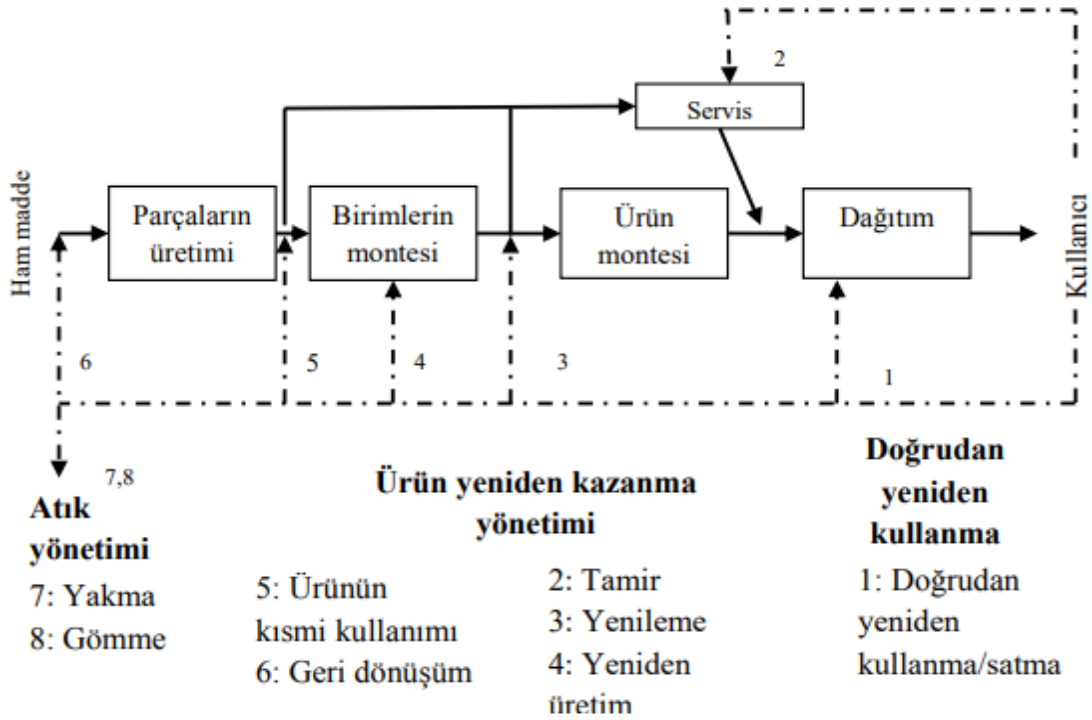 2
Servis
Ham madde
Parçaların
üretimi
Birimlerin
montesi
Ürün
montesi
Dağıtım
Kullanıcı
6
5
4
3
1
7,8
Atık
yönetimi
7: Yakma
8: Gömme
Ürün yeniden kazanma
yönetimi
5: Ürünün
kısmi kullanımı
6: Geri dönüşüm
2: Tamir
3: Yenileme
4: Yeniden
üretim
Doğrudan
yeniden
kullanma
1: Doğrudan
yeniden
kullanma/satma